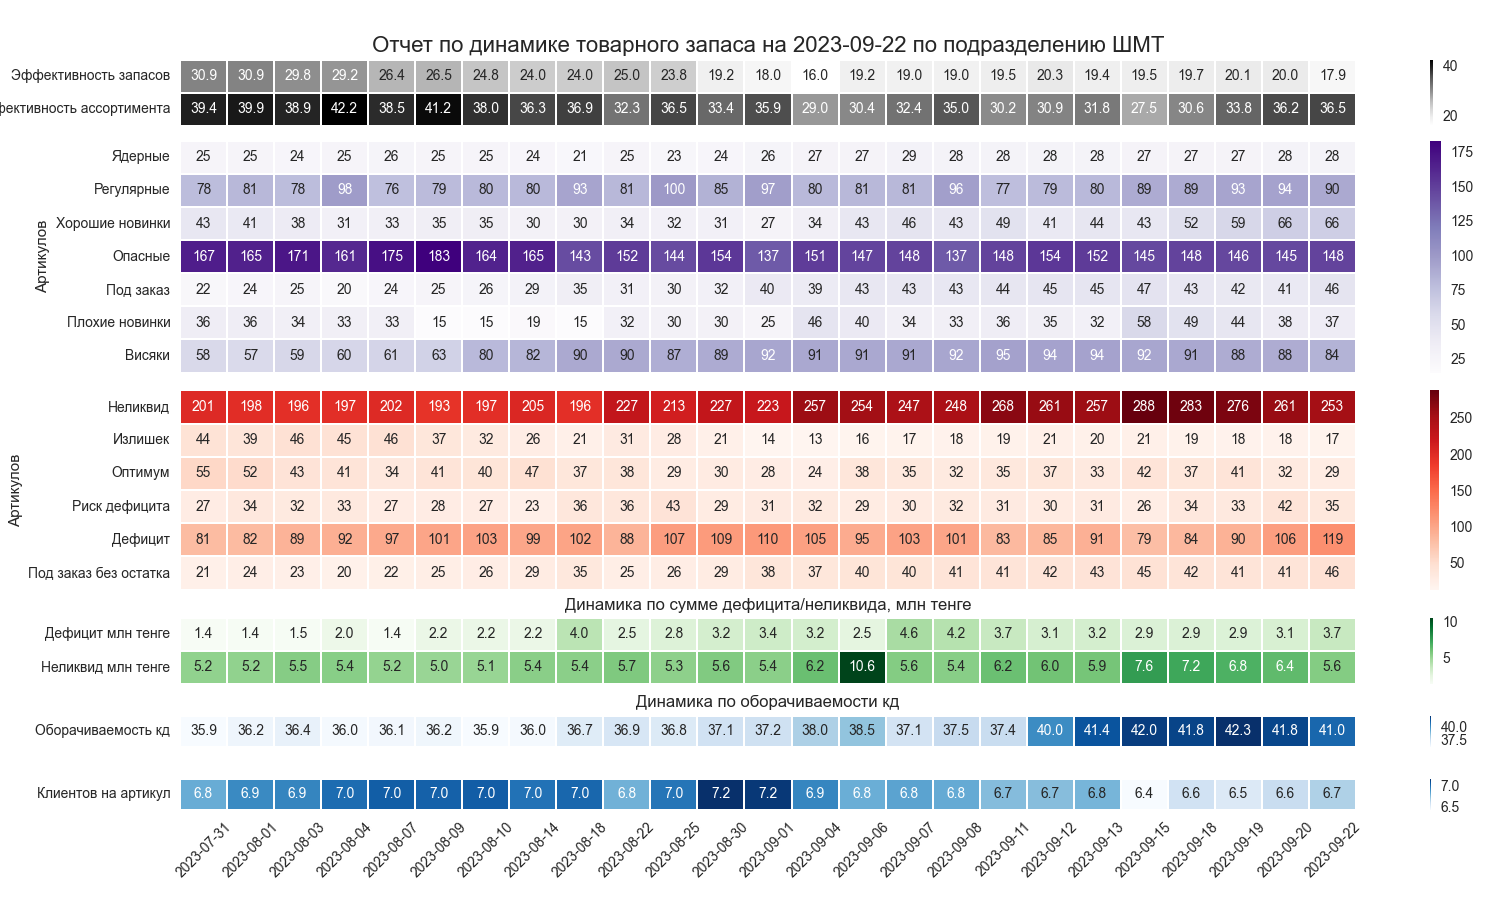 Отчет по динамике товарного запаса на 2023-09-22 по подразделению ШМТ
Эффективность запасов 30.9 30.9 29.8 29.2 26.4 26.5 24.8 24.0 24.0 25.0 23.8 19.2 18.0 16.0 19.2 19.0 19.0 19.5 20.3 19.4 19.5 19.7 20.1 20.0 17.9
фективность ассортимента 39.4 39.9 38.9 42.2 38.5 41.2 38.0 36.3 36.9 32.3 36.5 33.4 35.9 29.0 30.4 32.4 35.0 30.2 30.9 31.8 27.5 30.6 33.8 36.2 36.5
40
20
Артикулов
Ядерные 25 25 24 25 26 25 25 24 21 25 23 24 26 27 27 29 28 28 28 28 27 27 27 28 28
Регулярные 78 81 78 98 76 79 80 80 93 81 100 85 97 80 81 81 96 77 79 80 89 89 93 94 90
Хорошие новинки 43 41 38 31 33 35 35 30 30 34 32 31 27 34 43 46 43 49 41 44 43 52 59 66 66
Опасные 167 165 171 161 175 183 164 165 143 152 144 154 137 151 147 148 137 148 154 152 145 148 146 145 148
Под заказ 22 24 25 20 24 25 26 29 35 31 30 32 40 39 43 43 43 44 45 45 47 43 42 41 46
Плохие новинки 36 36 34 33 33 15 15 19 15 32 30 30 25 46 40 34 33 36 35 32 58 49 44 38 37
Висяки 58 57 59 60 61 63 80 82 90 90 87 89 92 91 91 91 92 95 94 94 92 91 88 88 84
175
150
125
100
75
50
25
Артикулов
Неликвид 201 198 196 197 202 193 197 205 196 227 213 227 223 257 254 247 248 268 261 257 288 283 276 261 253
Излишек 44 39 46 45 46 37 32 26 21 31 28 21 14 13 16 17 18 19 21 20 21 19 18 18 17
Оптимум 55 52 43 41 34 41 40 47 37 38 29 30 28 24 38 35 32 35 37 33 42 37 41 32 29
Риск дефицита 27 34 32 33 27 28 27 23 36 36 43 29 31 32 29 30 32 31 30 31 26 34 33 42 35
Дефицит 81 82 89 92 97 101 103 99 102 88 107 109 110 105 95 103 101 83 85 91 79 84 90 106 119
Под заказ без остатка 21 24 23 20 22 25 26 29 35 25 26 29 38 37 40 40 41 41 42 43 45 42 41 41 46
250
200
150
100
50
Динамика по сумме дефицита/неликвида, млн тенге
Дефицит млн тенге 1.4 1.4 1.5 2.0 1.4 2.2 2.2 2.2 4.0 2.5 2.8 3.2 3.4 3.2 2.5 4.6 4.2 3.7 3.1 3.2 2.9 2.9 2.9 3.1 3.7
Неликвид млн тенге 5.2 5.2 5.5 5.4 5.2 5.0 5.1 5.4 5.4 5.7 5.3 5.6 5.4 6.2 10.6 5.6 5.4 6.2 6.0 5.9 7.6 7.2 6.8 6.4 5.6
10
5
Динамика по оборачиваемости кд
Оборачиваемость кд 35.9 36.2 36.4 36.0 36.1 36.2 35.9 36.0 36.7 36.9 36.8 37.1 37.2 38.0 38.5 37.1 37.5 37.4 40.0 41.4 42.0 41.8 42.3 41.8 41.0
40.0
37.5
Клиентов на артикул 6.8 6.9 6.9 7.0 7.0 7.0 7.0 7.0 7.0 6.8 7.0 7.2 7.2 6.9 6.8 6.8 6.8 6.7 6.7 6.8 6.4 6.6 6.5 6.6 6.7
7.0
6.5
2023-07-31 2023-08-01 2023-08-03 2023-08-04 2023-08-07 2023-08-09 2023-08-10 2023-08-14 2023-08-18 2023-08-22 2023-08-25 2023-08-30 2023-09-01 2023-09-04 2023-09-06 2023-09-07 2023-09-08 2023-09-11 2023-09-12 2023-09-13 2023-09-15 2023-09-18 2023-09-19 2023-09-20 2023-09-22